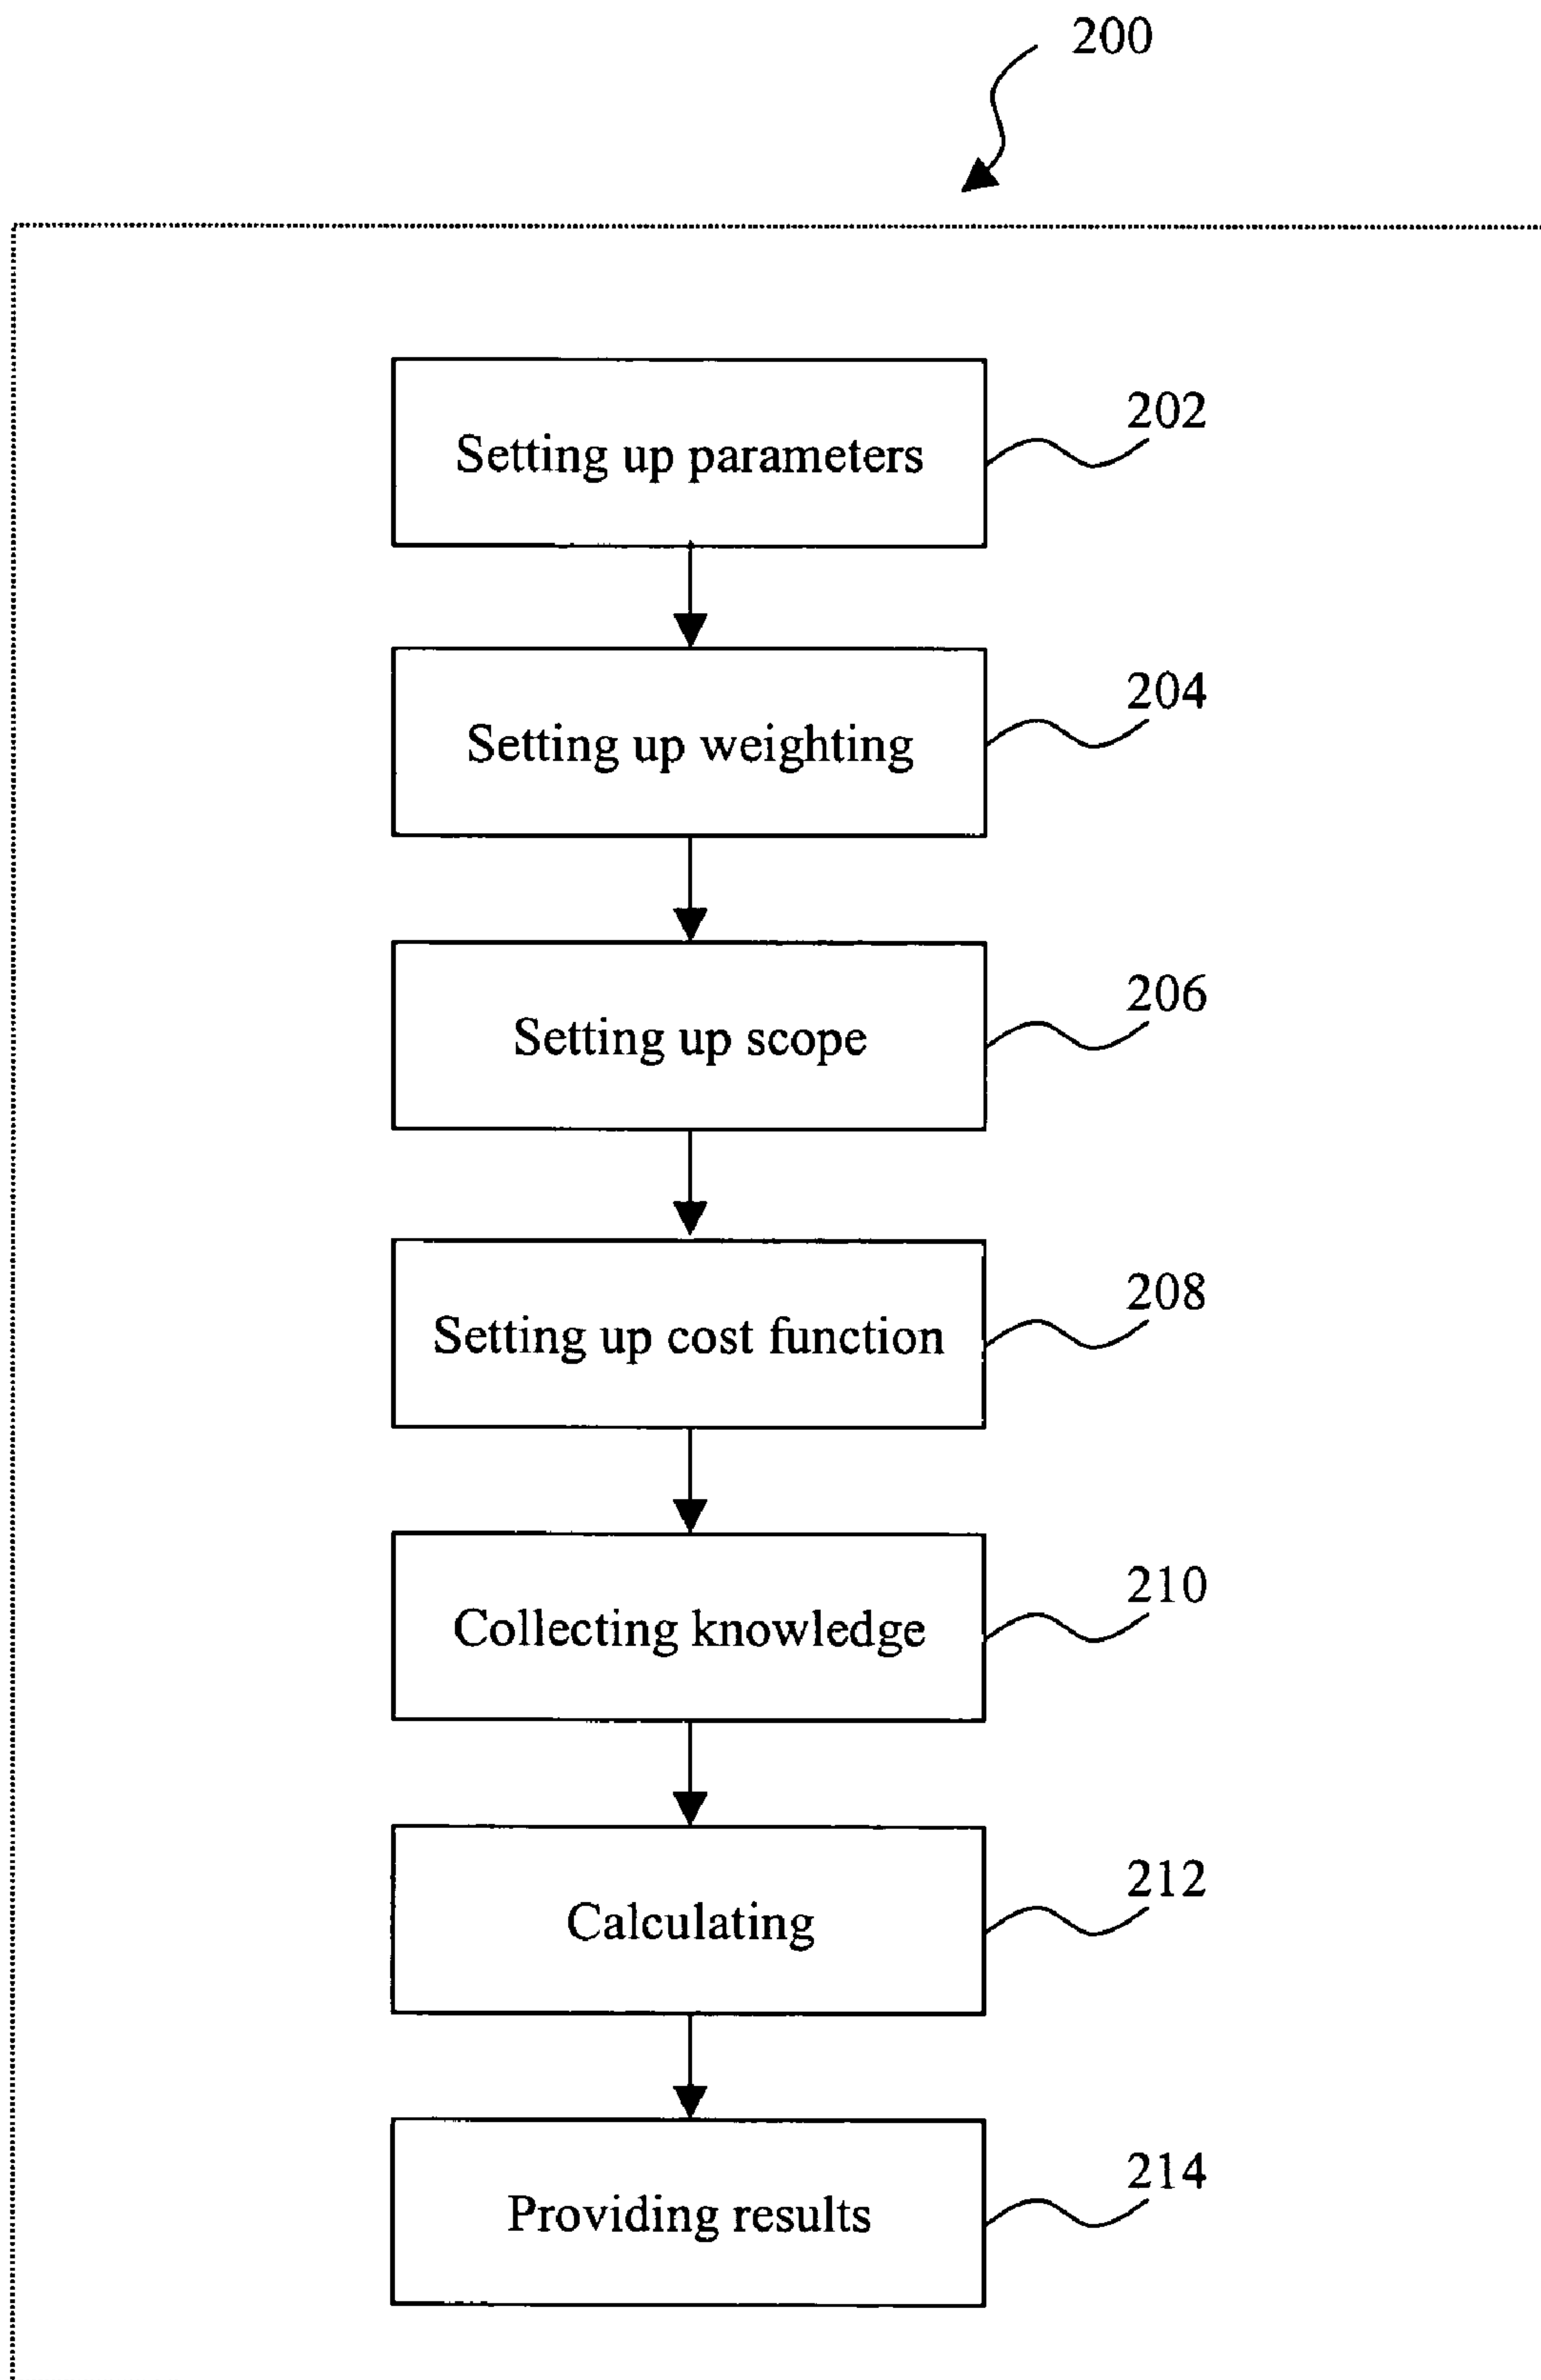 200
Setting up parameters
202
Setting up weighting
204
Setting up scope
206
Setting up cost function
208
Collecting knowledge
210
Calculating
212
Providing results
214